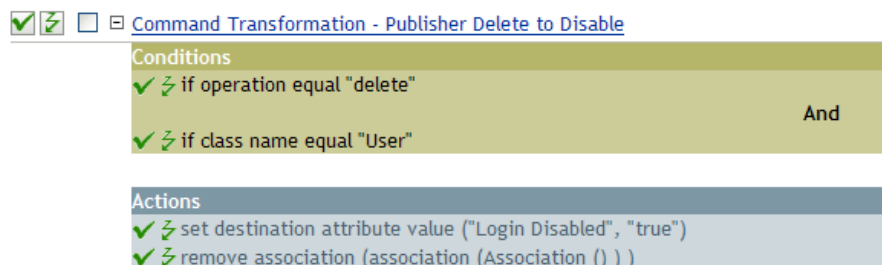 Command Transformation - Publisher Delete to Disable
Conditions
if operation equal "delete"
And
if class name equal "User"
Actions
set destination attribute value ("Login Disabled", "true")
remove association (association (Association () ) )